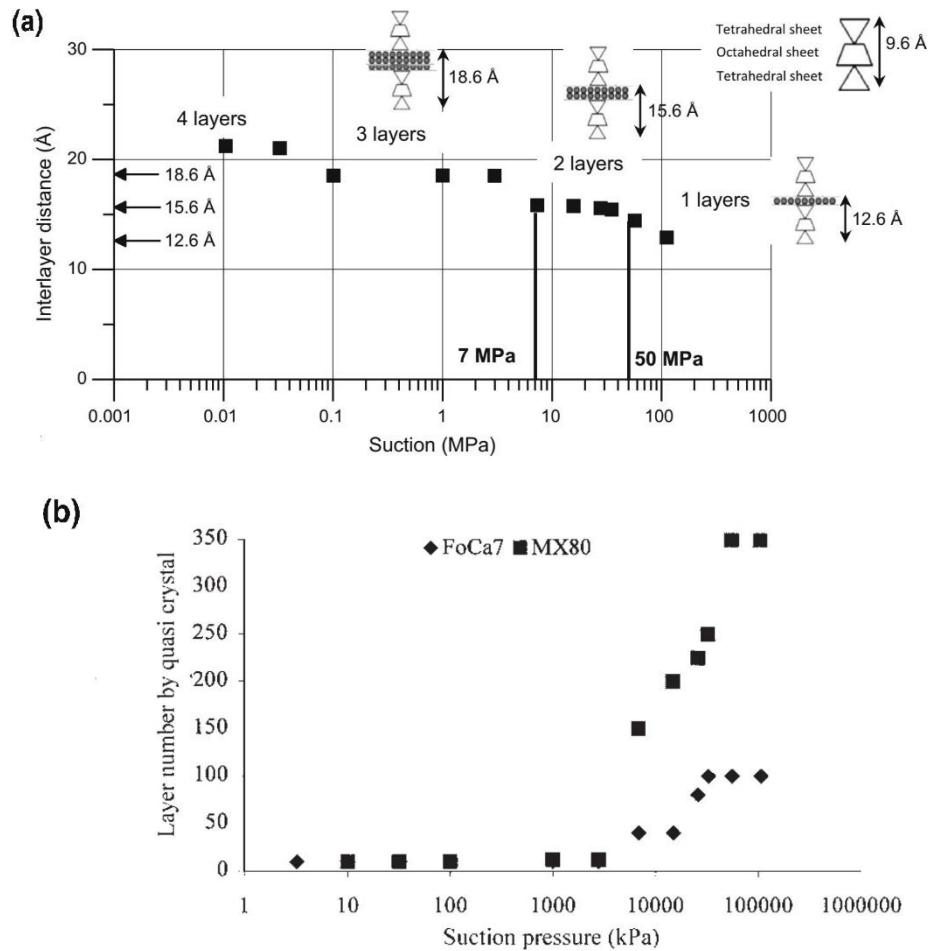 (a)
Tetrahedral sheet
Octahedral sheet
Tetrahedral sheet
9.6 Å
18.6 Å
15.6 Å
12.6 Å
4 layers
3 layers
2 layers
1 layers
30
20
10
0
Interlayer distance (Å)
18.6 Å
15.6 Å
12.6 Å
7 MPa
50 MPa
0.001 0.01 0.1 1 10 100 1000
Suction (MPa)
(b)
FoCa7 MX80
350
300
250
200
150
100
50
0
Layer number by quasi crystal
1 10 100 1000 10000 100000 1000000
Suction pressure (kPa)